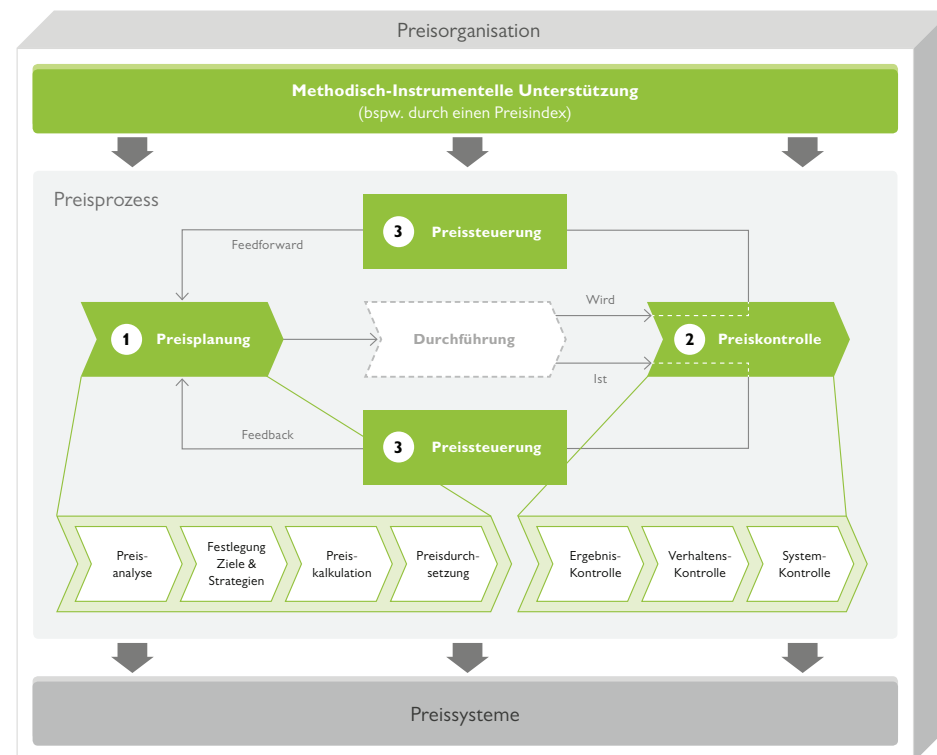 Preisorganisation
Methodisch-Instrumentelle Unterstützung
(bspw. durch einen Preisindex)
Preisprozess
3 Preissteuerung
Feedforward
Wird
1 Preisplanung
Durchführung
2 Preiskontrolle
Ist
Feedback
3 Preissteuerung
Preis-
analyse
Festlegung
Ziele &
Strategien
Preis-
kalkulation
Preisdurch-
setzung
Ergebnis-
Kontrolle
Verhaltens-
Kontrolle
System-
Kontrolle
Preissysteme